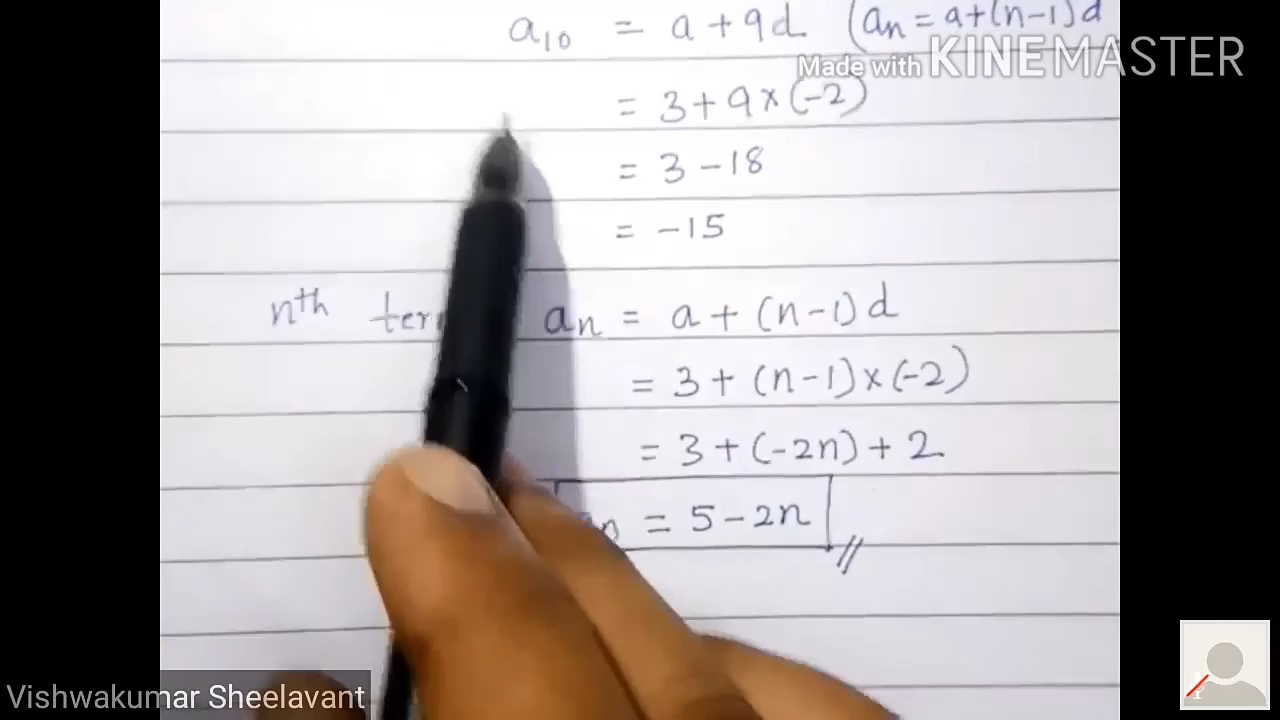 a10 = a + 9d (an = a+(n-1)d
Made with KINEMASTER
= 3 + 9 x (-2)
= 3 - 18
= -15
nth an = a + (n-1)d
= 3 + (n-1) x (-2)
= 3 + (-2n) + 2
= 5 - 2n
Vishwakumar Sheelavant